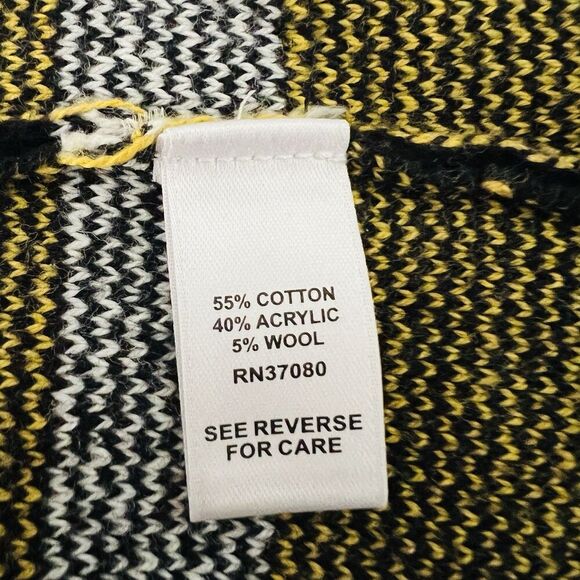 55% COTTON
40% ACRYLIC
5% WOOL
RN37080
SEE REVERSE
FOR CARE